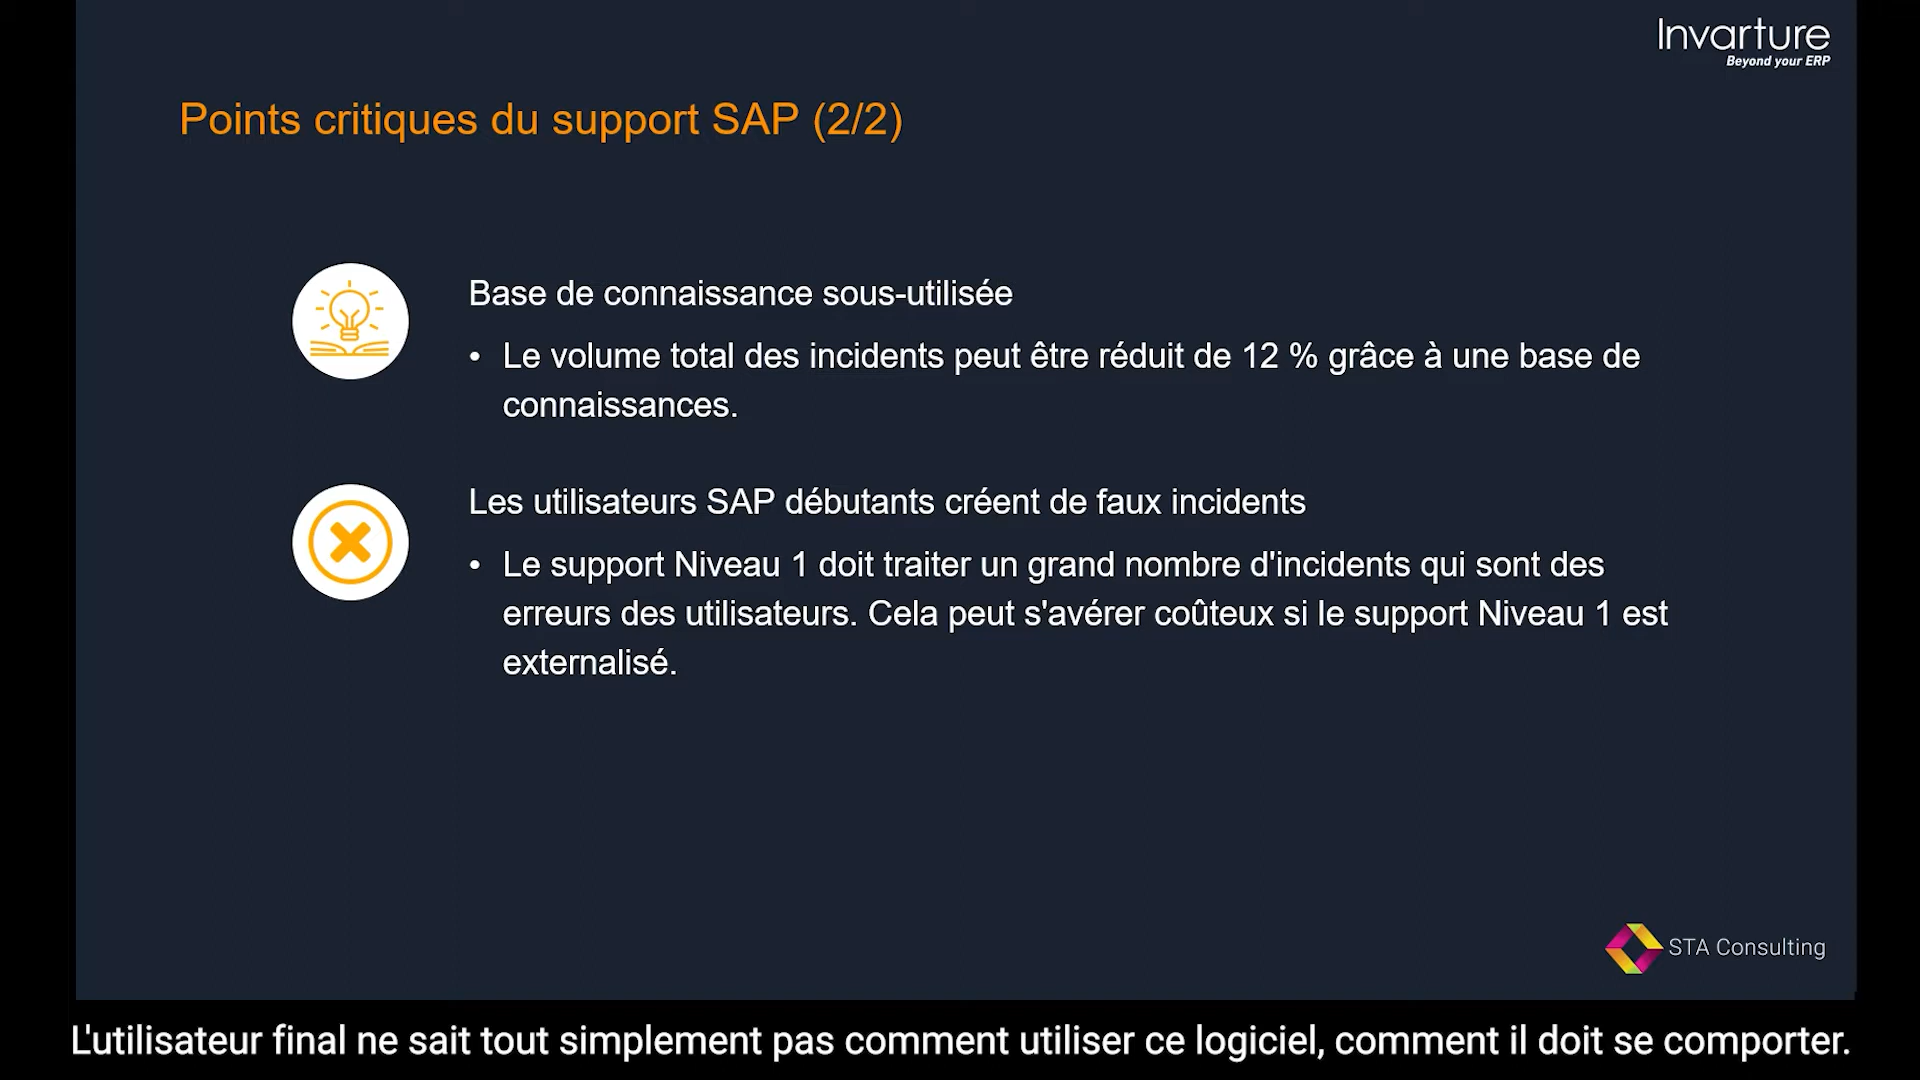 Invarture
Beyond your ERP
Points critiques du support SAP (2/2)
Base de connaissance sous-utilisée
• Le volume total des incidents peut être réduit de 12 % grâce à une base de
connaissances.
Les utilisateurs SAP débutants créent de faux incidents
• Le support Niveau 1 doit traiter un grand nombre d'incidents qui sont des
erreurs des utilisateurs. Cela peut s'avérer coûteux si le support Niveau 1 est
externalisé.
STA Consulting
L'utilisateur final ne sait tout simplement pas comment utiliser ce logiciel, comment il doit se comporter.